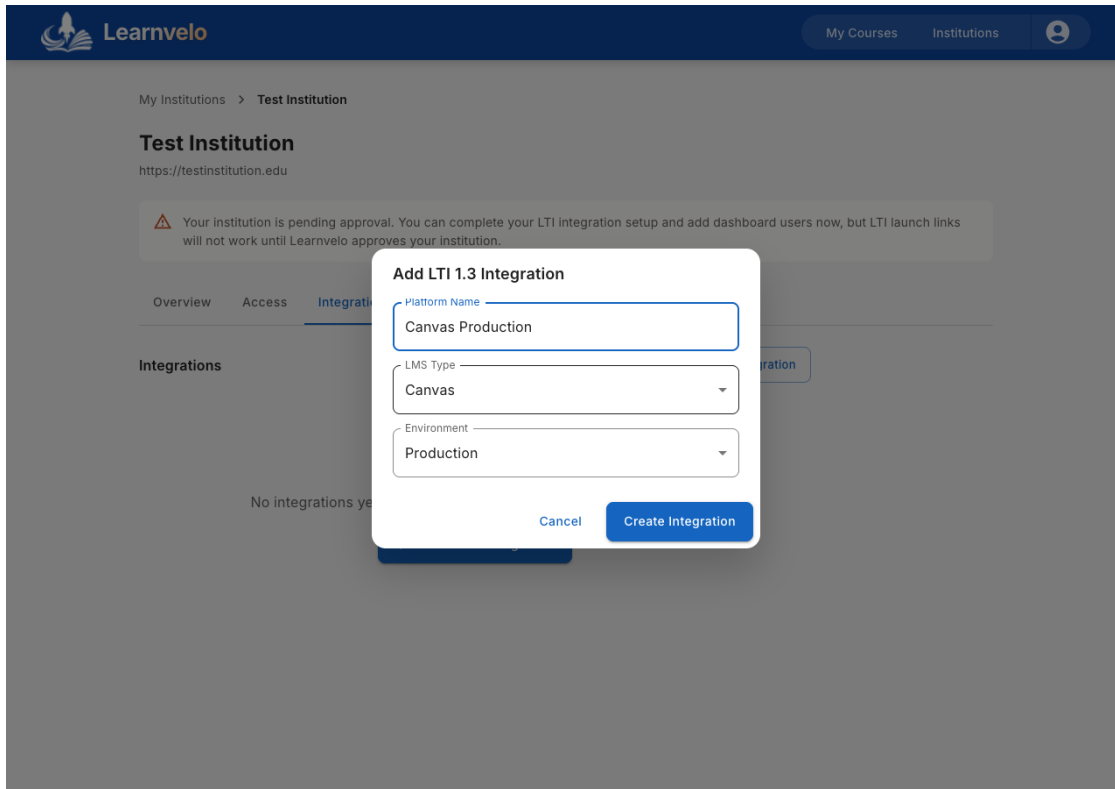 Learnvelo
My Courses
Institutions
My Institutions > Test Institution
Test Institution
https://testinstitution.edu
Your institution is pending approval. You can complete your LTI integration setup and add dashboard users now, but LTI launch links
will not work until Learnvelo approves your institution.
Overview
Access
Add LTI 1.3 Integration
Platform Name
Canvas Production
Integrations
LMS Type
Canvas
Environment
Production
No integrations
Cancel
Create Integration